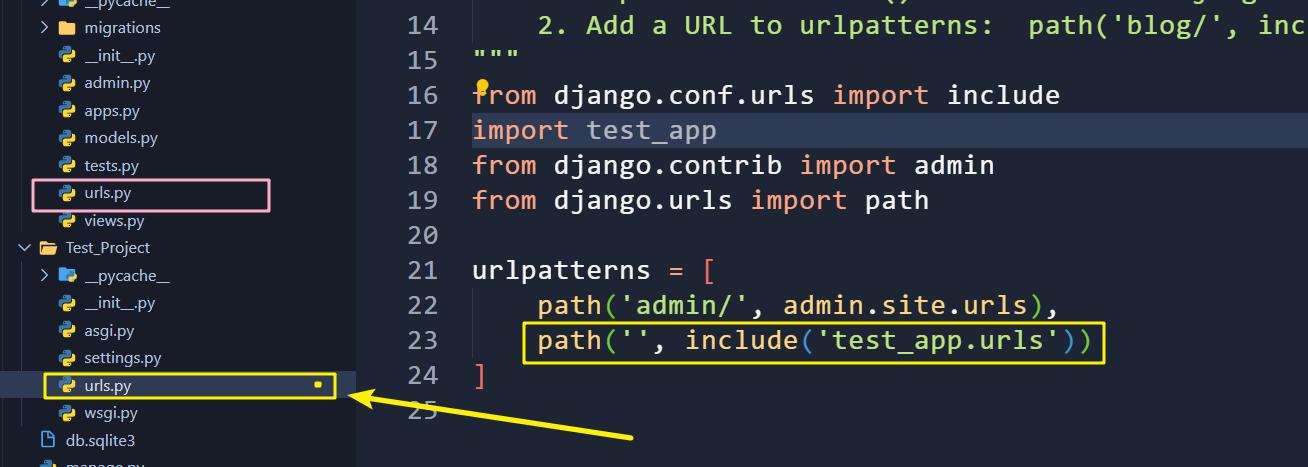 __pycache__
migrations
__init__.py
admin.py
apps.py
models.py
tests.py
urls.py
views.py
Test_Project
__pycache__
__init__.py
asgi.py
settings.py
urls.py
wsgi.py
db.sqlite3
manage.py
14 2. Add a URL to urlpatterns:  path('blog/', inc
15 """
16 from django.conf.urls import include
17 import test_app
18 from django.contrib import admin
19 from django.urls import path
20
21 urlpatterns = [
22 path('admin/', admin.site.urls),
23 path('', include('test_app.urls'))
24 ]
25